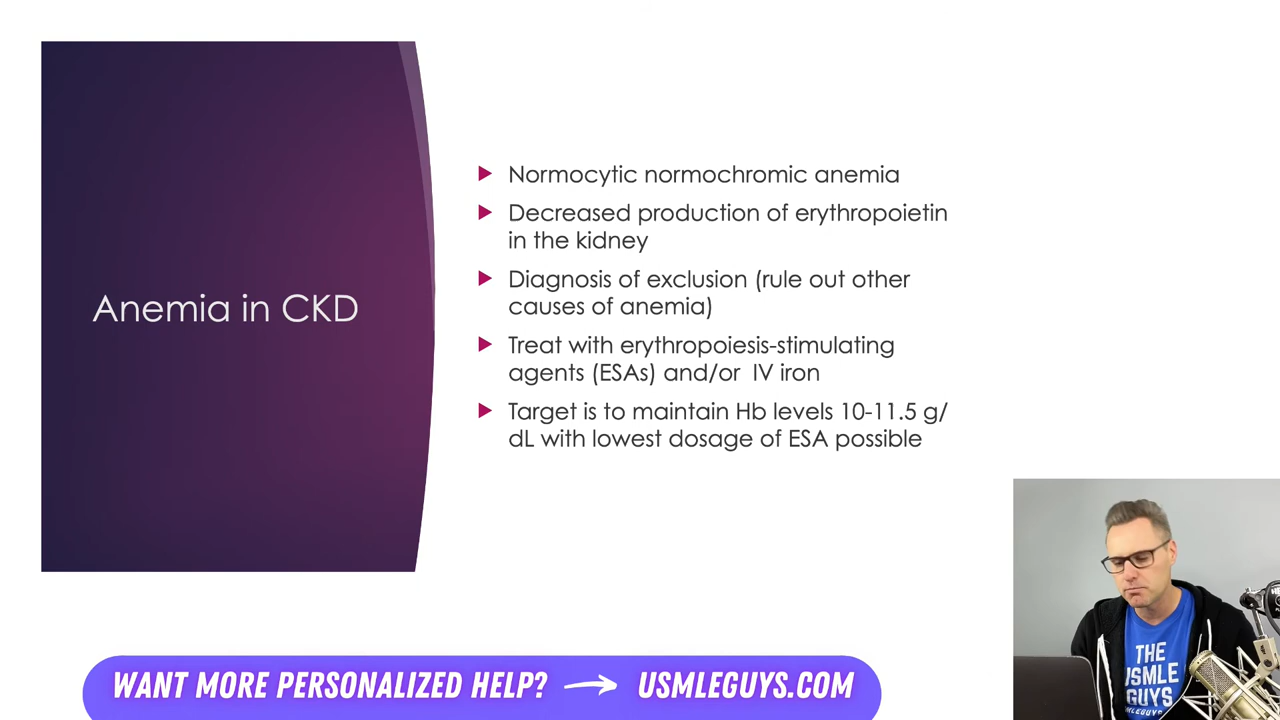 Anemia in CKD
Normocytic normochromic anemia
Decreased production of erythropoietin
in the kidney
Diagnosis of exclusion (rule out other
causes of anemia)
Treat with erythropoiesis-stimulating
agents (ESAs) and/or IV iron
Target is to maintain Hb levels 10-11.5 g/
dL with lowest dosage of ESA possible
THE
USMLE
GUYS
WANT MORE PERSONALIZED HELP? → USMLEGUYS.COM